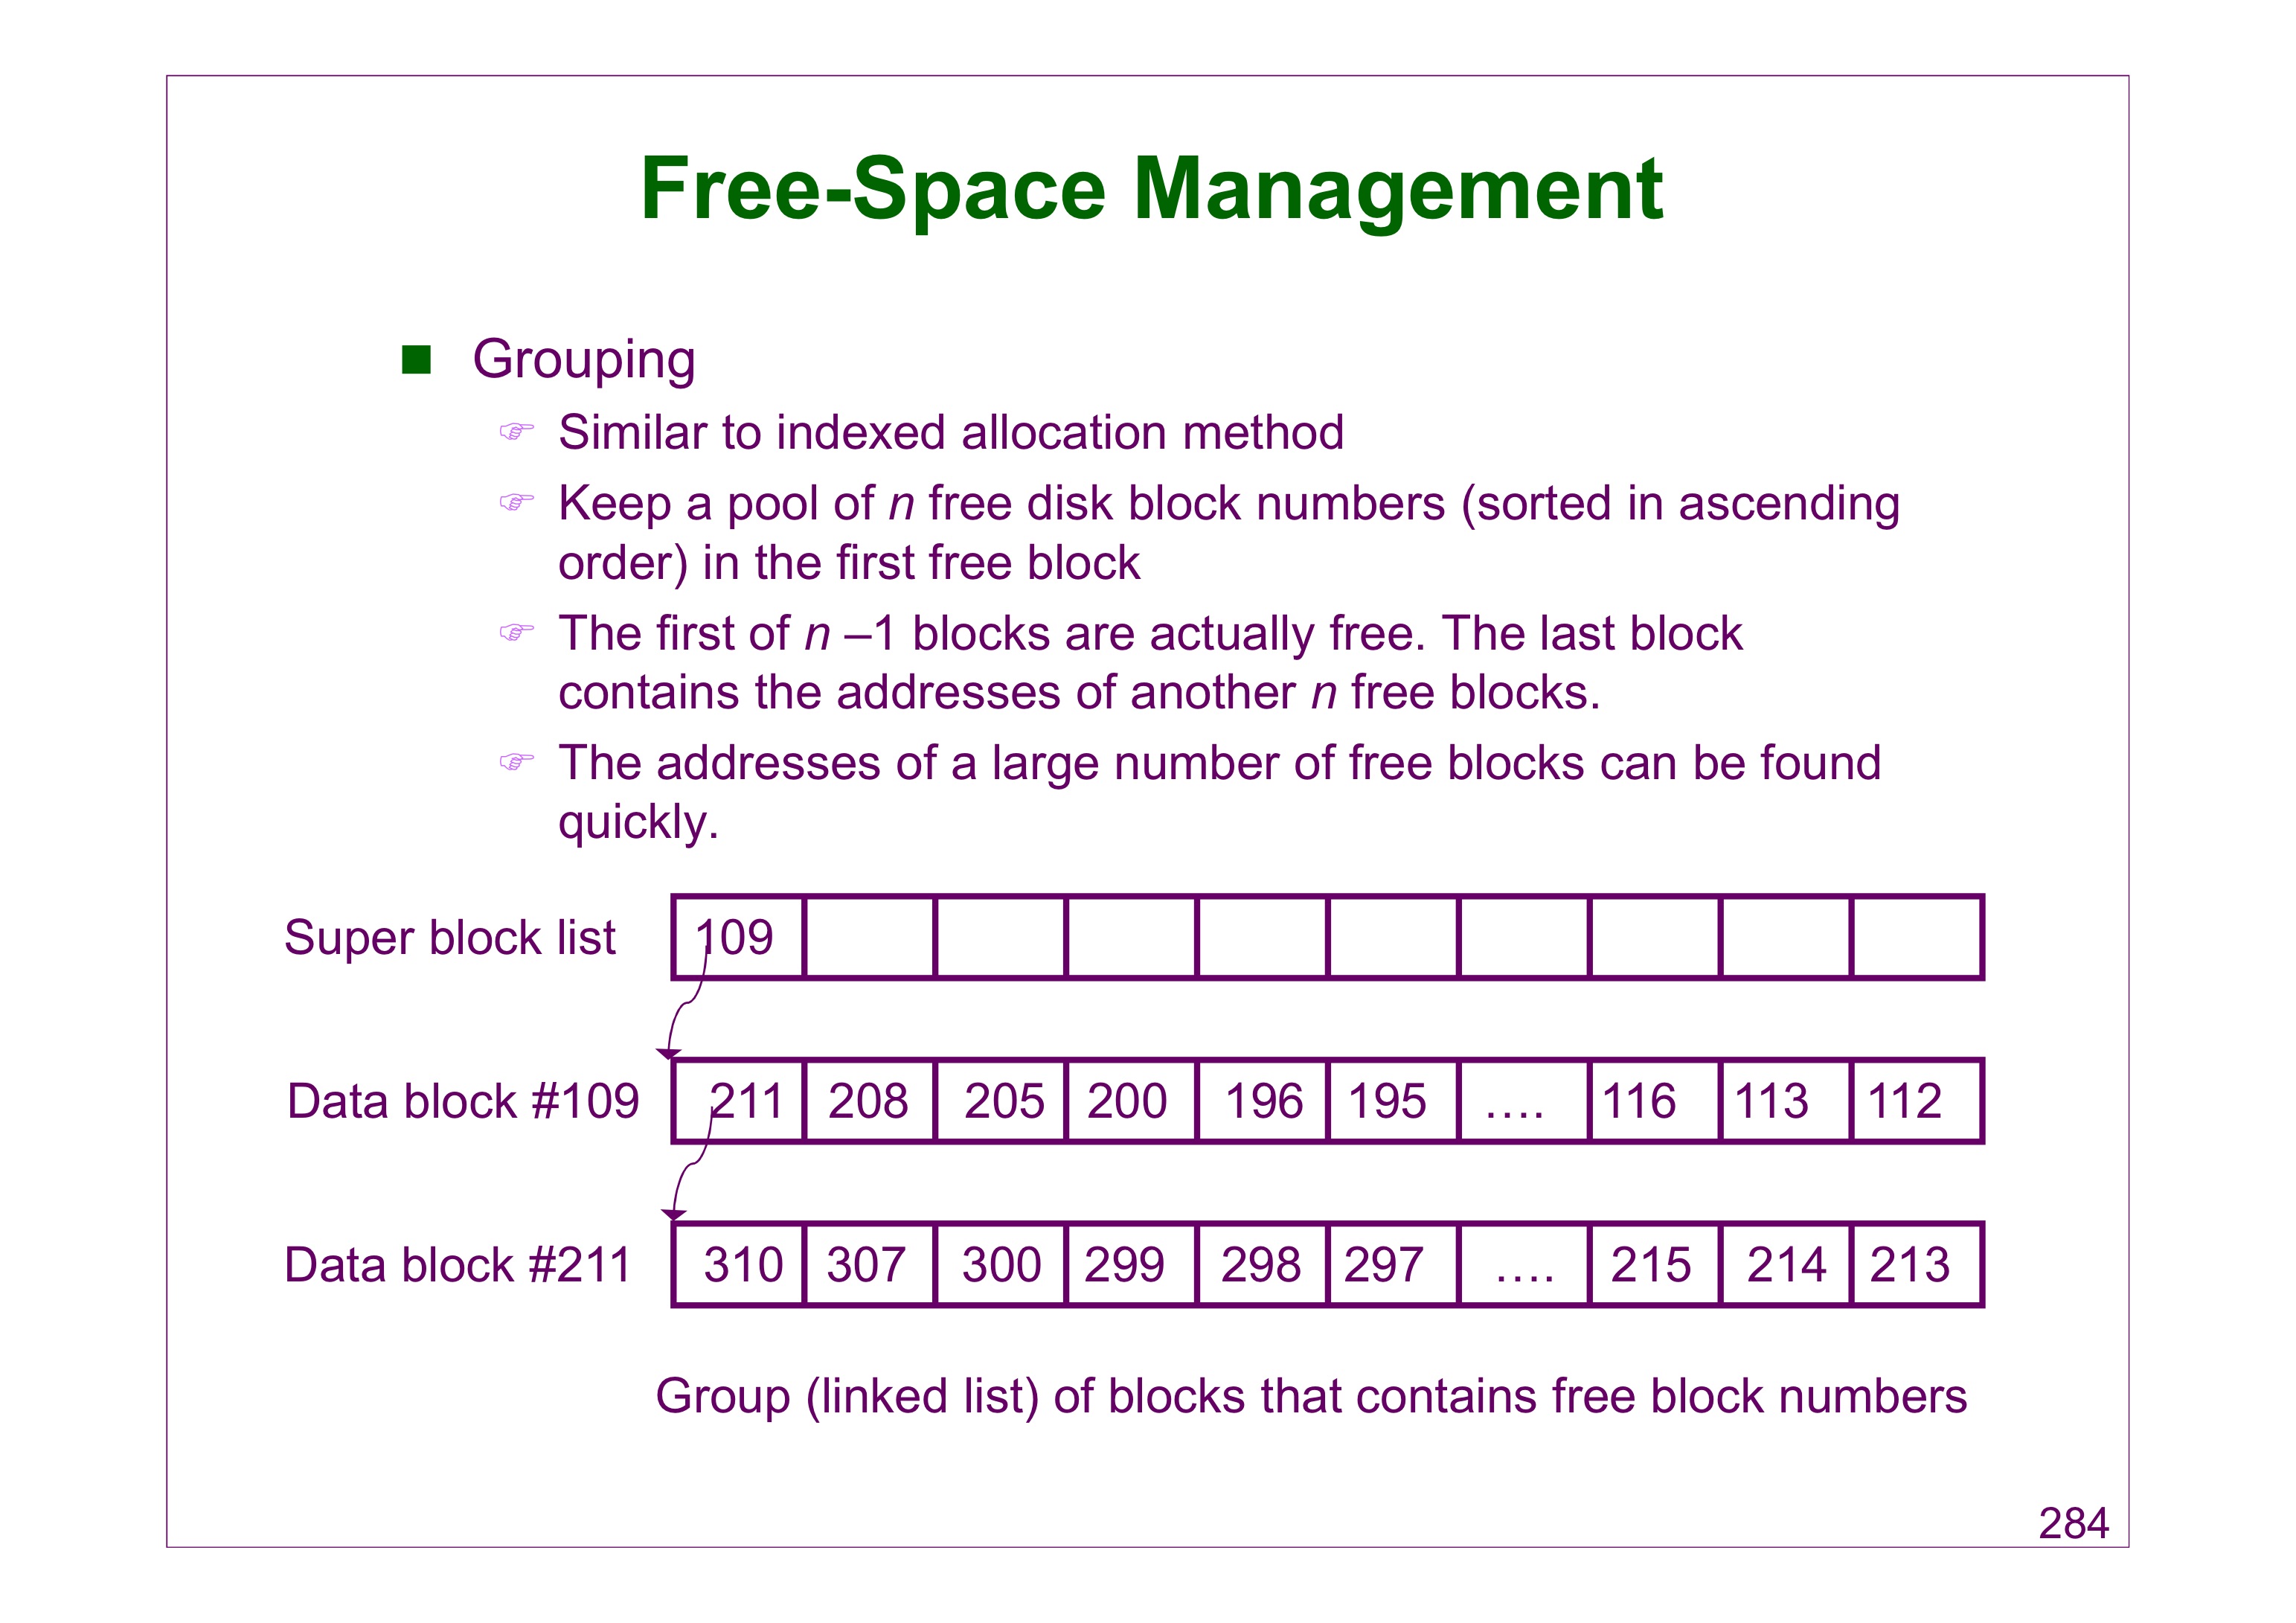 Free-Space Management
Grouping
Similar to indexed allocation method
Keep a pool of n free disk block numbers (sorted in ascending
order) in the first free block
The first of n –1 blocks are actually free. The last block
contains the addresses of another n free blocks.
The addresses of a large number of free blocks can be found
quickly.
Super block list 109
Data block #109 211 208 205 200 196 195 …. 116 113 112
Data block #211 310 307 300 299 298 297 …. 215 214 213
Group (linked list) of blocks that contains free block numbers
284